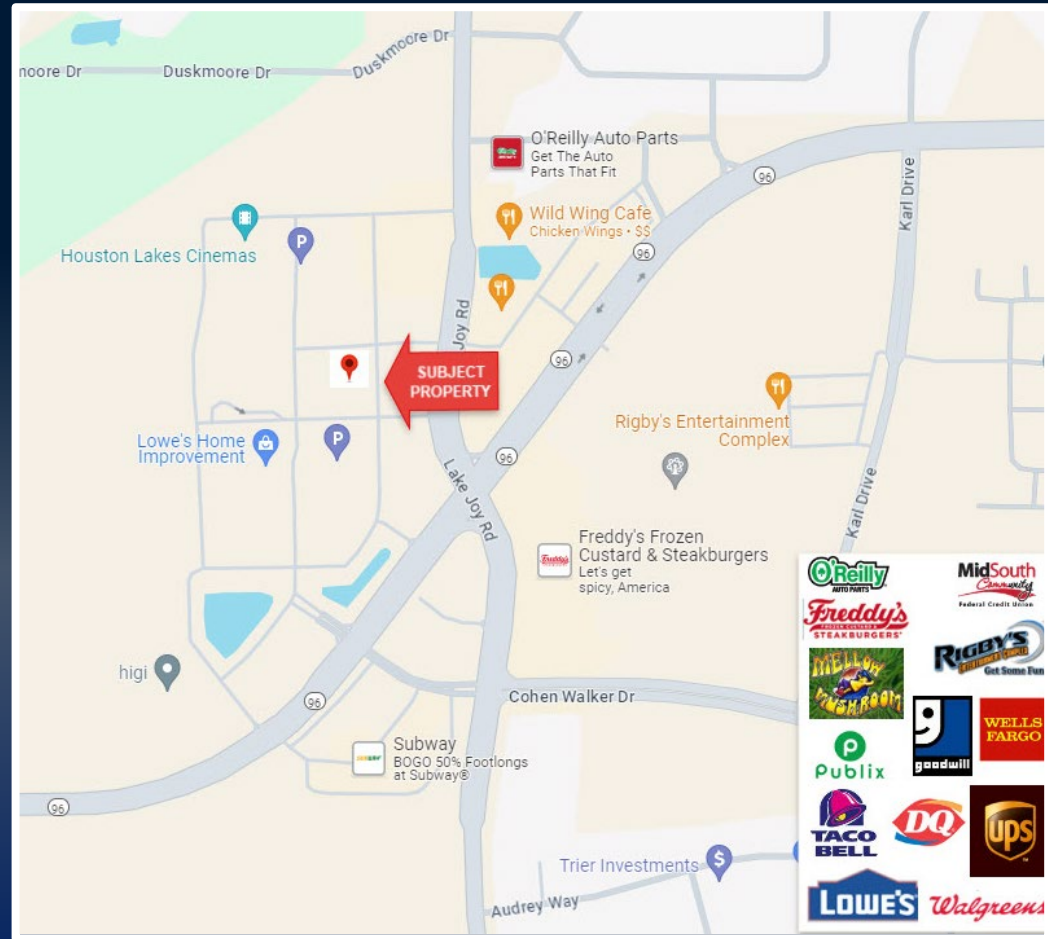 moore Dr
Duskmoore Dr
Duskmoore Dr
O'Reilly Auto Parts
Get The Auto
Parts That Fit
96
Karl Drive
Wild Wing Cafe
Chicken Wings • $$
Houston Lakes Cinemas
P
96
Joy Rd
SUBJECT
PROPERTY
96
Rigby's Entertainment
Complex
Lowe's Home
Improvement
P
96
Lake Joy Rd
Karl Drive
Freddy's Frozen
Custard & Steakburgers
Let's get
spicy, America
Freddy's
higi
96
Cohen Walker Dr
Subway
BOGO 50% Footlongs
at Subway®
96
Trier Investments
Audrey Way
O'Reilly
AUTO PARTS
MidSouth
Community
Federal Credit Union
Freddy's
FROZEN CUSTARD &
STEAKBURGERS
RIGBY'S
ENTERTAINMENT COMPLEX
Get Some Fun
MELLOW
MUSHROOM
goodwill
WELLS
FARGO
Publix
TACO
BELL
DQ
ups
LOWE'S
Walgreens